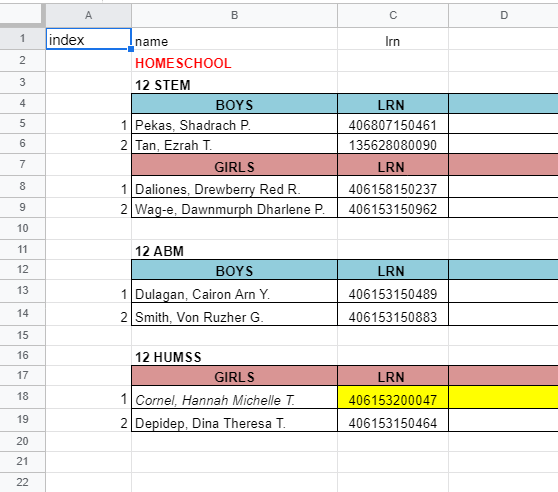 A B C D
1 index name lrn
2 HOMESCHOOL
3 12 STEM
4 BOYS LRN
5 1 Pekas, Shadrach P. 406807150461
6 2 Tan, Ezrah T. 135628080090
7 GIRLS LRN
8 1 Daliones, Drewberry Red R. 406158150237
9 2 Wag-e, Dawnmurph Dharlene P. 406153150962
10
11 12 ABM
12 BOYS LRN
13 1 Dulagan, Cairon Arn Y. 406153150489
14 2 Smith, Von Ruzher G. 406153150883
15
16 12 HUMSS
17 GIRLS LRN
18 1 Cornel, Hannah Michelle T. 406153200047
19 2 Depidep, Dina Theresa T. 406153150464
20
21
22